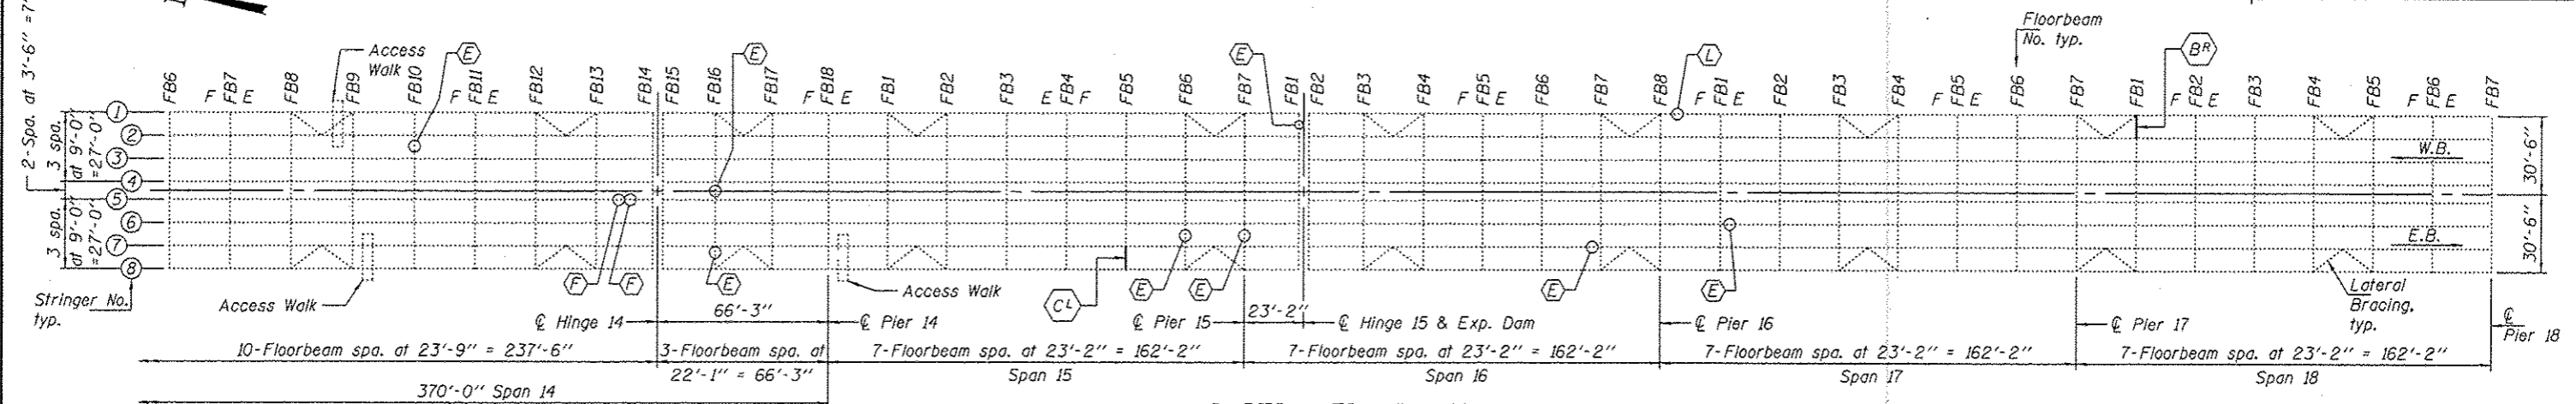 2-Spa. at 3'-6" =7'
Access
Walk
E
E
E
L
Floorbeam
No. typ.
BR
FB6 F FB7 E FB8 FB9 FB10 F FB11 E FB12 FB13 FB14 FB15 FB16 FB17 F FB18 E FB1 FB2 FB3 E FB4 F FB5 FB6 FB7 FB1 FB2 FB3 FB4 F FB5 E FB6 FB7 FB8 F FB1 E FB2 FB3 FB4 F FB5 E FB6 FB7 FB1 F FB2 E FB3 FB4 FB5 F FB6 E FB7
3 spa.
at 9'-0"
=27'-0"
1
2
3
4
5
6
7
8
3 spa.
at 9'-0"
=27'-0"
W.B.
E.B.
30'-6"
30'-6"
Stringer No.
typ.
Access Walk
F
F
E
Access Walk
CL
E
E
E
E
Lateral
Bracing,
typ.
℄ Hinge 14
66'-3"
℄ Pier 14
℄ Pier 15
23'-2"
℄ Hinge 15 & Exp. Dam
℄ Pier 16
℄ Pier 17
℄
Pier 18
10-Floorbeam spa. at 23'-9" = 237'-6"
3-Floorbeam spa. at
22'-1" = 66'-3"
7-Floorbeam spa. at 23'-2" = 162'-2"
7-Floorbeam spa. at 23'-2" = 162'-2"
7-Floorbeam spa. at 23'-2" = 162'-2"
7-Floorbeam spa. at 23'-2" = 162'-2"
370'-0" Span 14
Span 15
Span 16
Span 17
Span 18